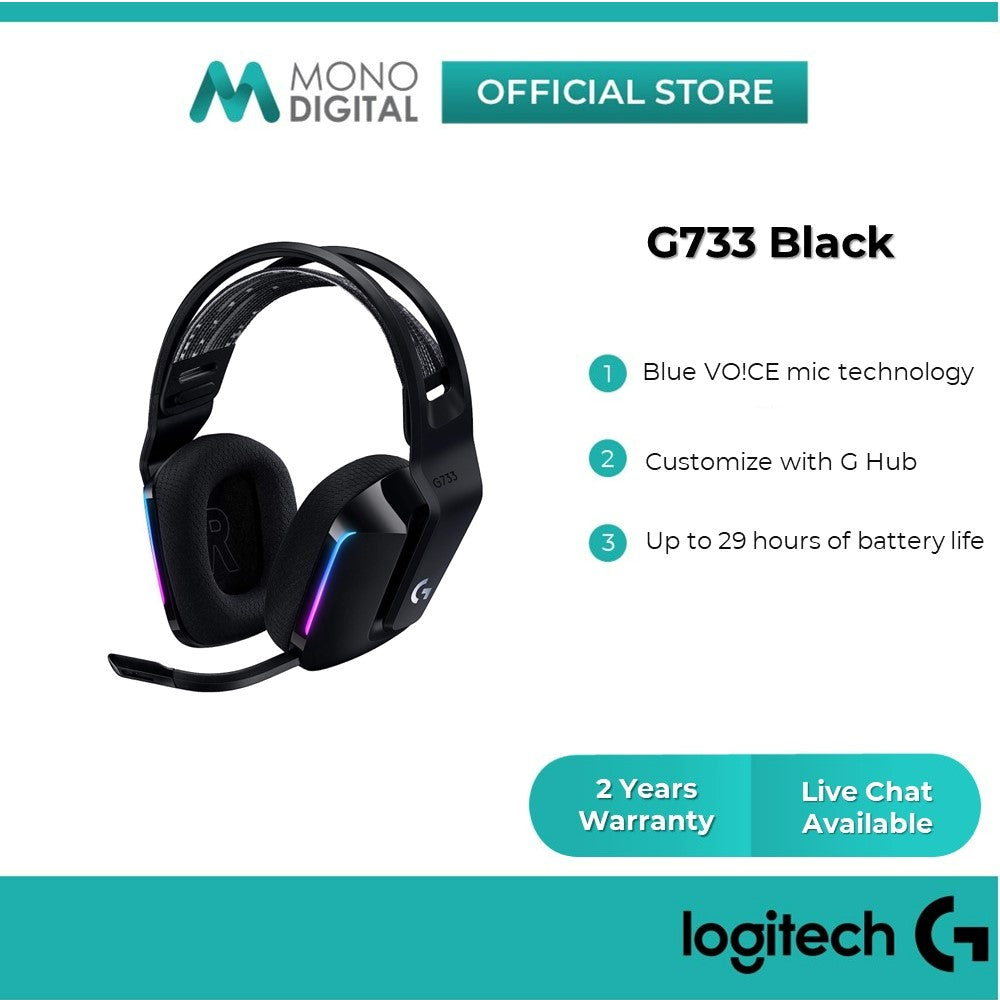 MONO
DIGITAL
OFFICIAL STORE
G733 Black
1 Blue VO!CE mic technology
2 Customize with G Hub
3 Up to 29 hours of battery life
G733
R
G
2 Years
Warranty
Live Chat
Available
logitech G